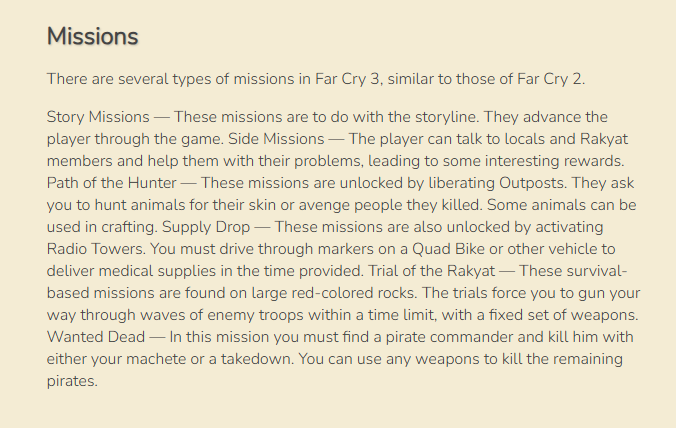 Missions
There are several types of missions in Far Cry 3, similar to those of Far Cry 2.
Story Missions — These missions are to do with the storyline. They advance the
player through the game. Side Missions — The player can talk to locals and Rakyat
members and help them with their problems, leading to some interesting rewards.
Path of the Hunter — These missions are unlocked by liberating Outposts. They ask
you to hunt animals for their skin or avenge people they killed. Some animals can be
used in crafting. Supply Drop — These missions are also unlocked by activating
Radio Towers. You must drive through markers on a Quad Bike or other vehicle to
deliver medical supplies in the time provided. Trial of the Rakyat — These survival-
based missions are found on large red-colored rocks. The trials force you to gun your
way through waves of enemy troops within a time limit, with a fixed set of weapons.
Wanted Dead — In this mission you must find a pirate commander and kill him with
either your machete or a takedown. You can use any weapons to kill the remaining
pirates.